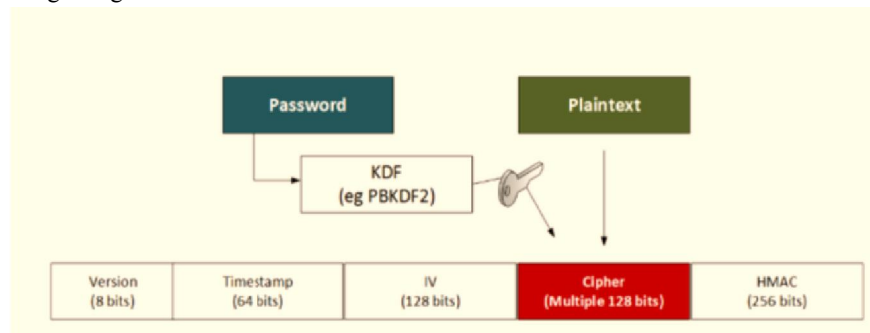 Password
Plaintext
KDF
(eg PBKDF2)
Version
(8 bits)
Timestamp
(64 bits)
IV
(128 bits)
Cipher
(Multiple 128 bits)
HMAC
(256 bits)